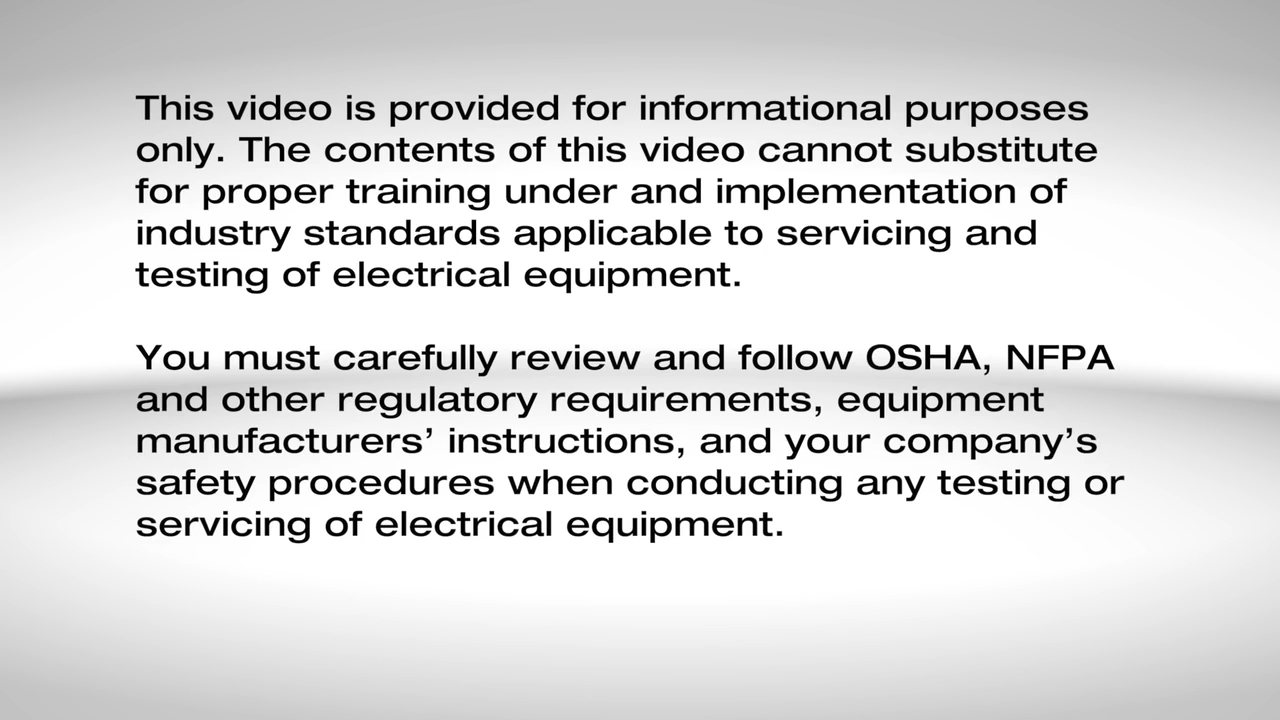 This video is provided for informational purposes
only. The contents of this video cannot substitute
for proper training under and implementation of
industry standards applicable to servicing and
testing of electrical equipment.
You must carefully review and follow OSHA, NFPA
and other regulatory requirements, equipment
manufacturers’ instructions, and your company’s
safety procedures when conducting any testing or
servicing of electrical equipment.